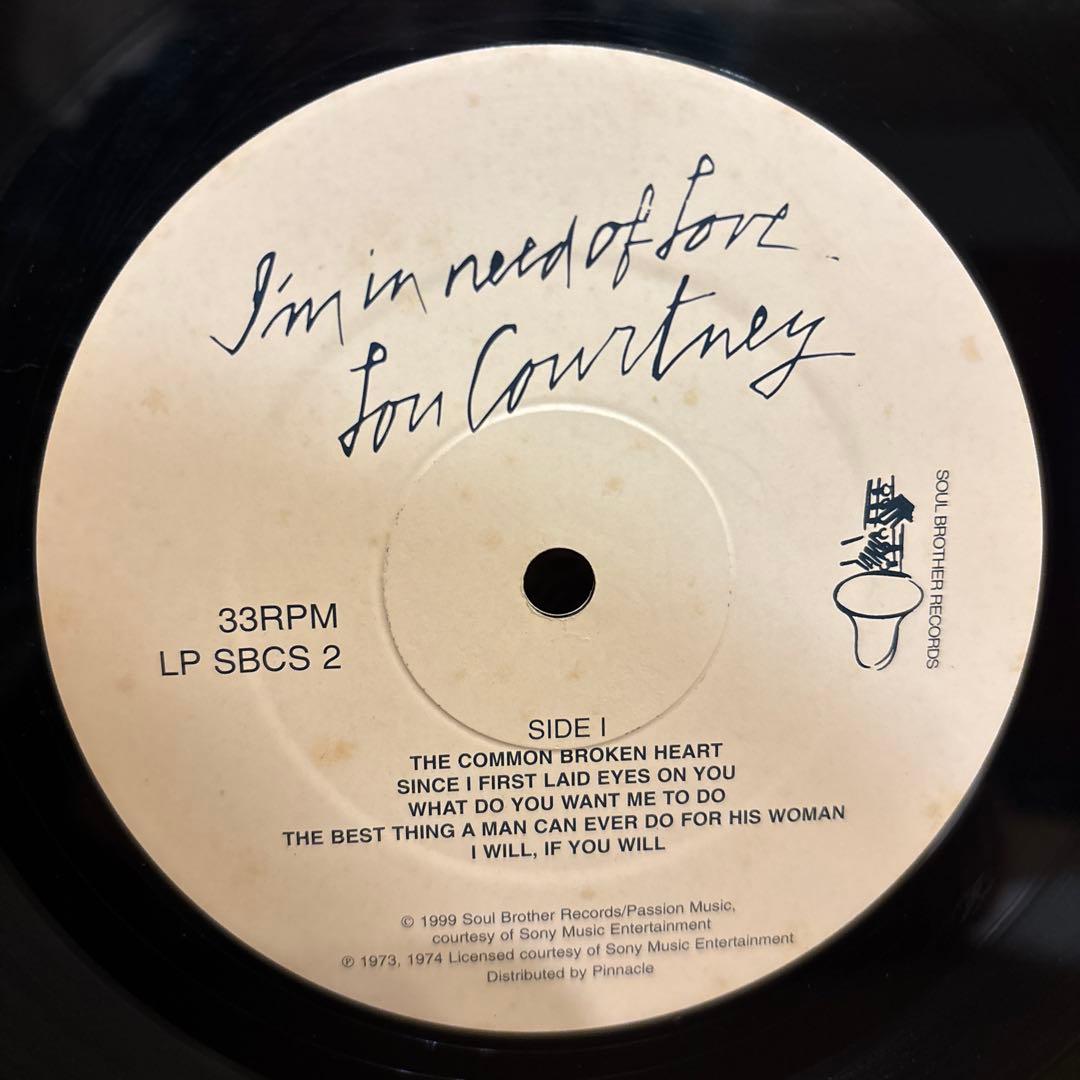 I'm in need of Love
Lou Courtney
SOUL BROTHER RECORDS
33RPM
LP SBCS 2
SIDE I
THE COMMON BROKEN HEART
SINCE I FIRST LAID EYES ON YOU
WHAT DO YOU WANT ME TO DO
THE BEST THING A MAN CAN EVER DO FOR HIS WOMAN
I WILL, IF YOU WILL
© 1999 Soul Brother Records/Passion Music,
courtesy of Sony Music Entertainment
℗ 1973, 1974 Licensed courtesy of Sony Music Entertainment
Distributed by Pinnacle